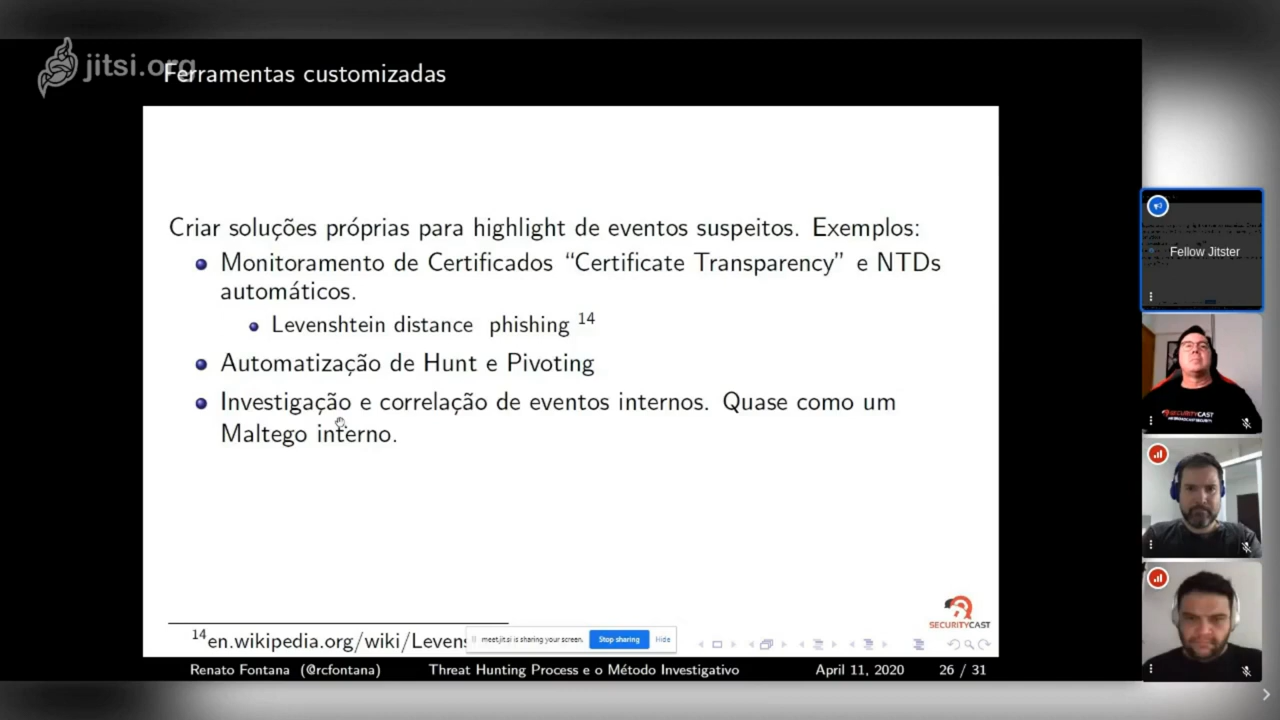 jitsi.org
Ferramentas customizadas
Criar soluções próprias para highlight de eventos suspeitos. Exemplos:
Monitoramento de Certificados “Certificate Transparency” e NTDs
automáticos.
Levenshtein distance phishing 14
Automatização de Hunt e Pivoting
Investigação e correlação de eventos internos. Quase como um
Maltego interno.
SECURITYCAST
14en.wikipedia.org/wiki/Levens
meet.jit.si is sharing your screen. Stop sharing Hide
Renato Fontana (@rcfontana) Threat Hunting Process e o Método Investigativo April 11, 2020 26 / 31
Fellow Jitster
SECURITYCAST